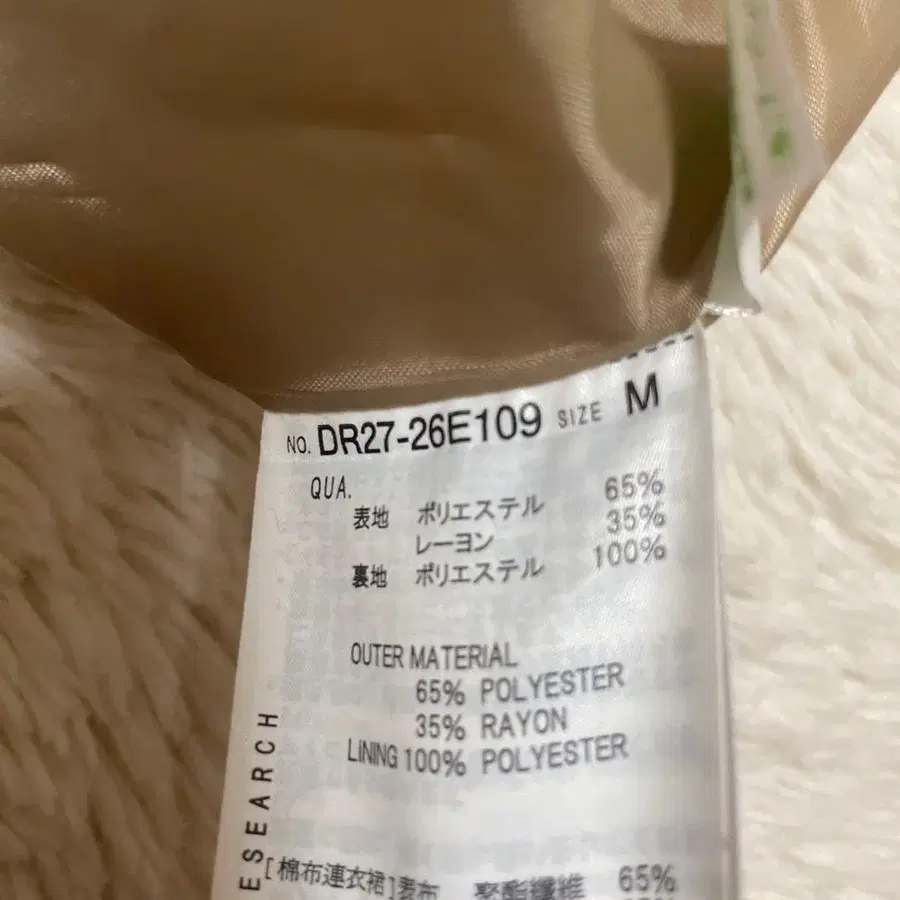 NO. DR27-26E109 SIZE M
QUA.
表地 ポリエステル 65%
レーヨン 35%
裏地 ポリエステル 100%
OUTER MATERIAL
65% POLYESTER
35% RAYON
LINING 100% POLYESTER
ESEARCH
[棉布連衣裙]表布 聚酯纖維 65%